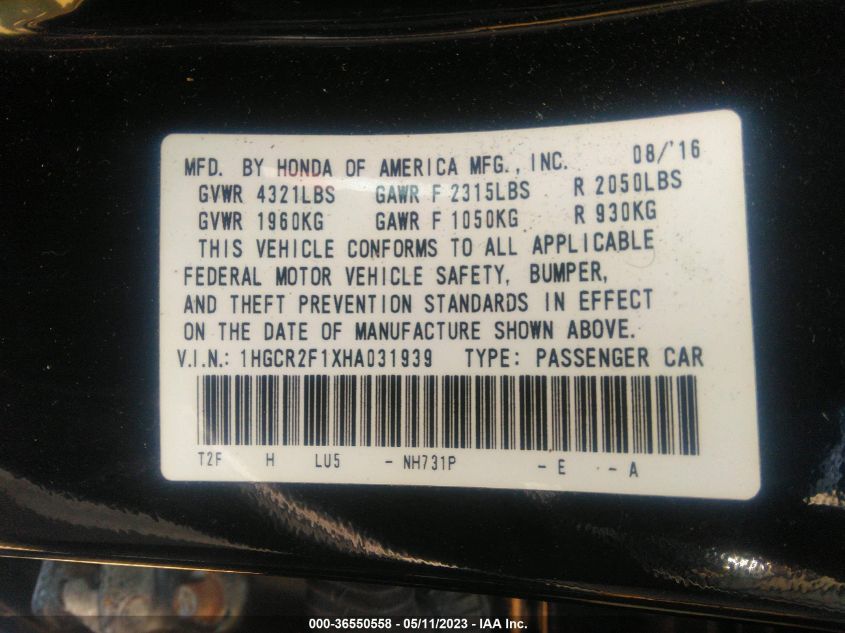 MFD. BY HONDA OF AMERICA MFG., INC. 08/'16
GVWR 4321LBS GAWR F 2315LBS R 2050LBS
GVWR 1960KG GAWR F 1050KG R 930KG
THIS VEHICLE CONFORMS TO ALL APPLICABLE
FEDERAL MOTOR VEHICLE SAFETY, BUMPER,
AND THEFT PREVENTION STANDARDS IN EFFECT
ON THE DATE OF MANUFACTURE SHOWN ABOVE.
V.I.N.: 1HGCR2F1XHA031939 TYPE: PASSENGER CAR
T2F H LU5 - NH731P - E - A
000-36550558 - 05/11/2023 - IAA Inc.